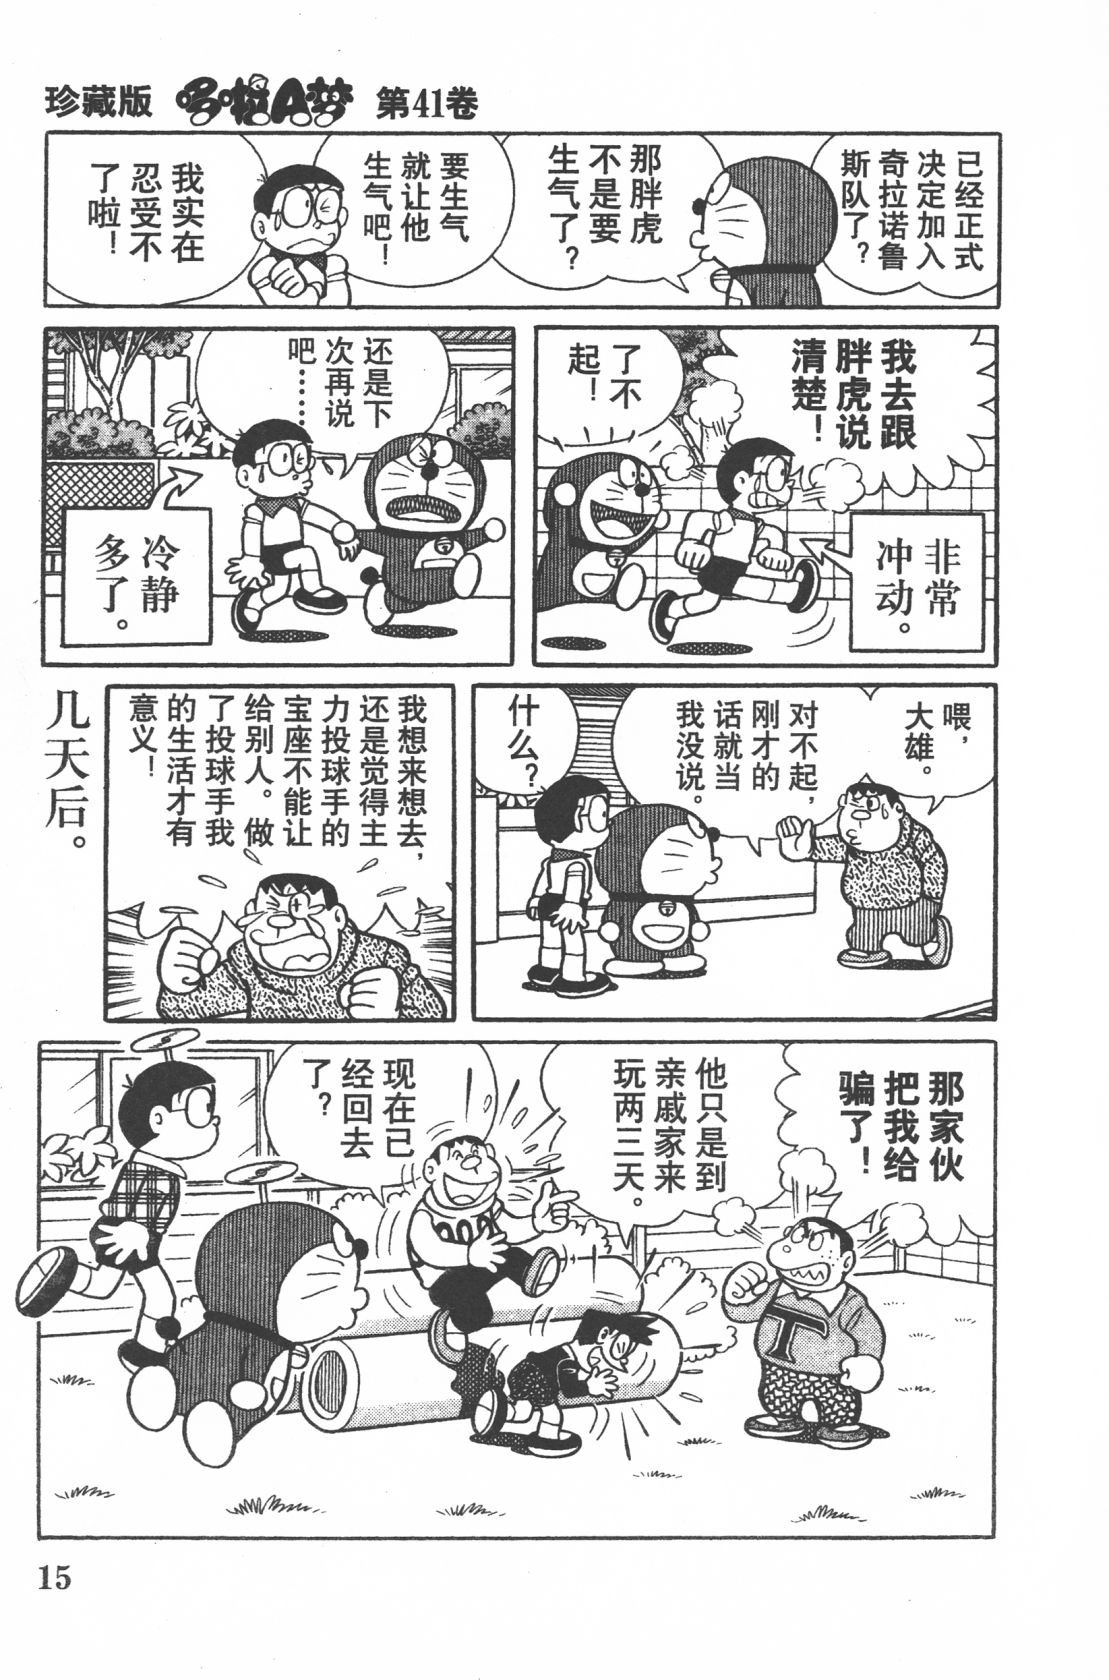 珍藏版 哆啦A梦 第41卷
已经正式
决定加入
奇拉诺鲁
斯队了？
那胖虎
不是要
生气了？
要生气
就让他
生气吧！
我实在
忍受不
了啦！
我去跟
胖虎说
清楚！
了不
起！
非常
冲动。
还是下
次再说
吧……
冷静
多了。
喂，
大雄。
对不起，
刚才的
话就当
我没说。
什么？
我想来想去，
还是觉得主
力投球手的
宝座不能让
给别人。做
了投球手我
的生活才有
意义！
几天后。
那家伙
把我给
骗了！
他只是到
亲戚家来
玩两三天。
现在已
经回去
了？
T
15